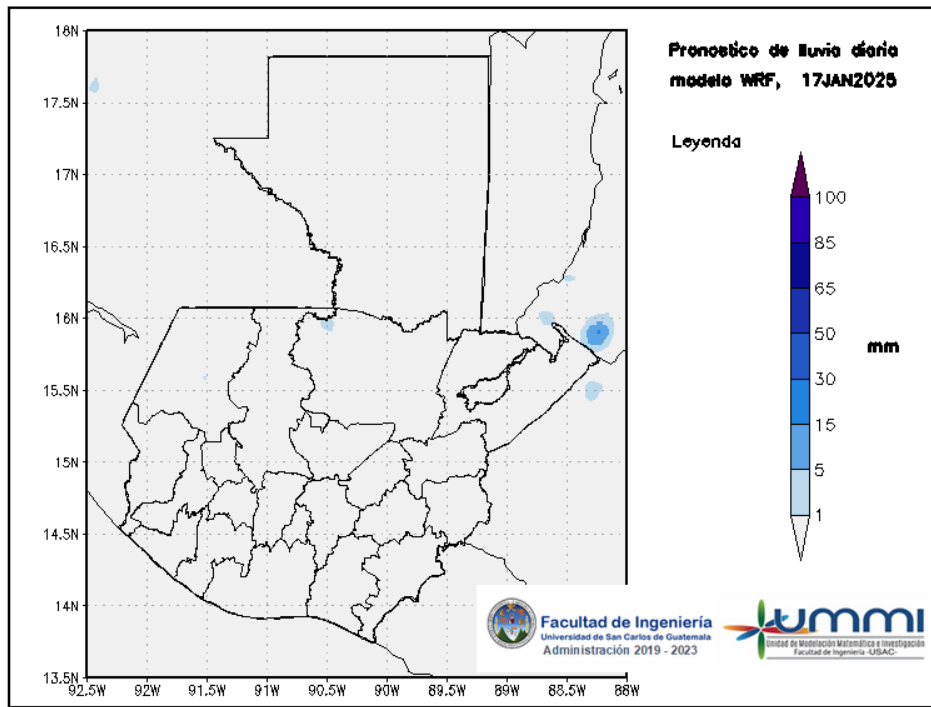 Pronostico de lluvia diaria
modelo WRF, 17JAN2025
Leyenda
100
85
65
50
30
15
5
1
mm
18N
17.5N
17N
16.5N
16N
15.5N
15N
14.5N
14N
13.5N
92.5W
92W
91.5W
91W
90.5W
90W
89.5W
89W
88.5W
88W
Facultad de Ingeniería
Universidad de San Carlos de Guatemala
Administración 2019 - 2023
UMMI
Unidad de Modelación Matemática e Investigación
Facultad de Ingeniería -USAC-